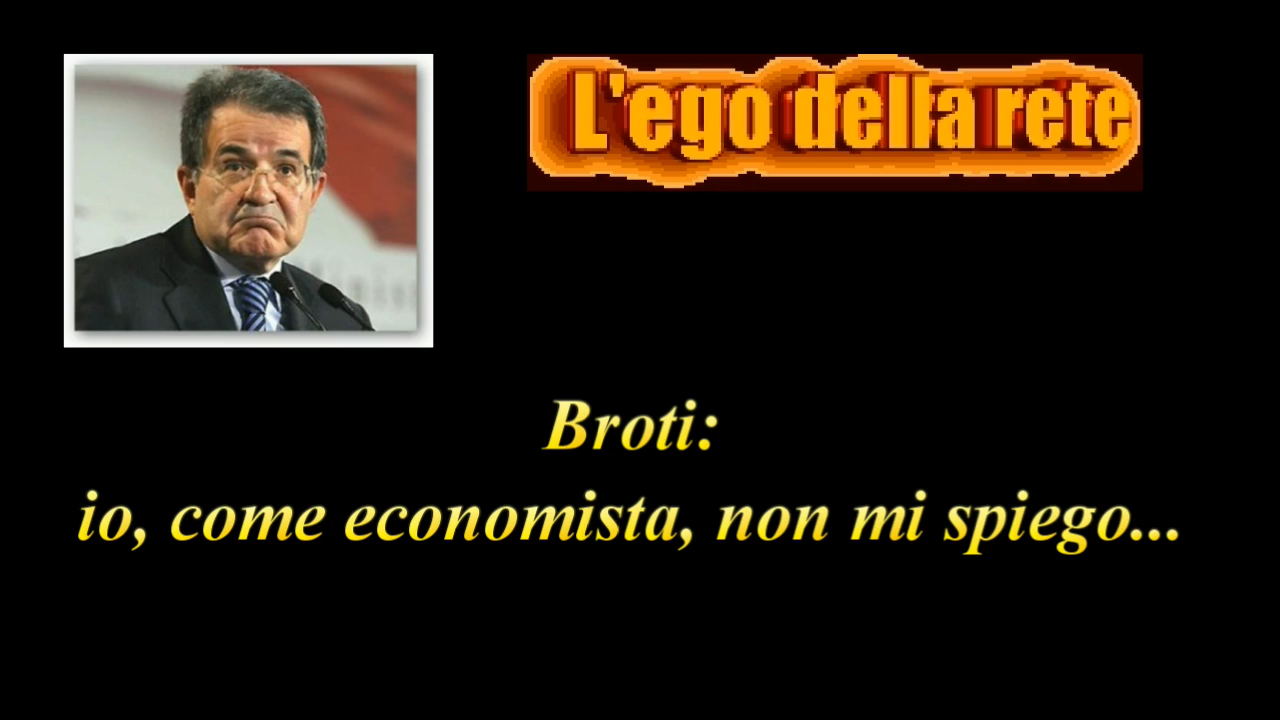 L'ego della rete
Broti:
io, come economista, non mi spiego...